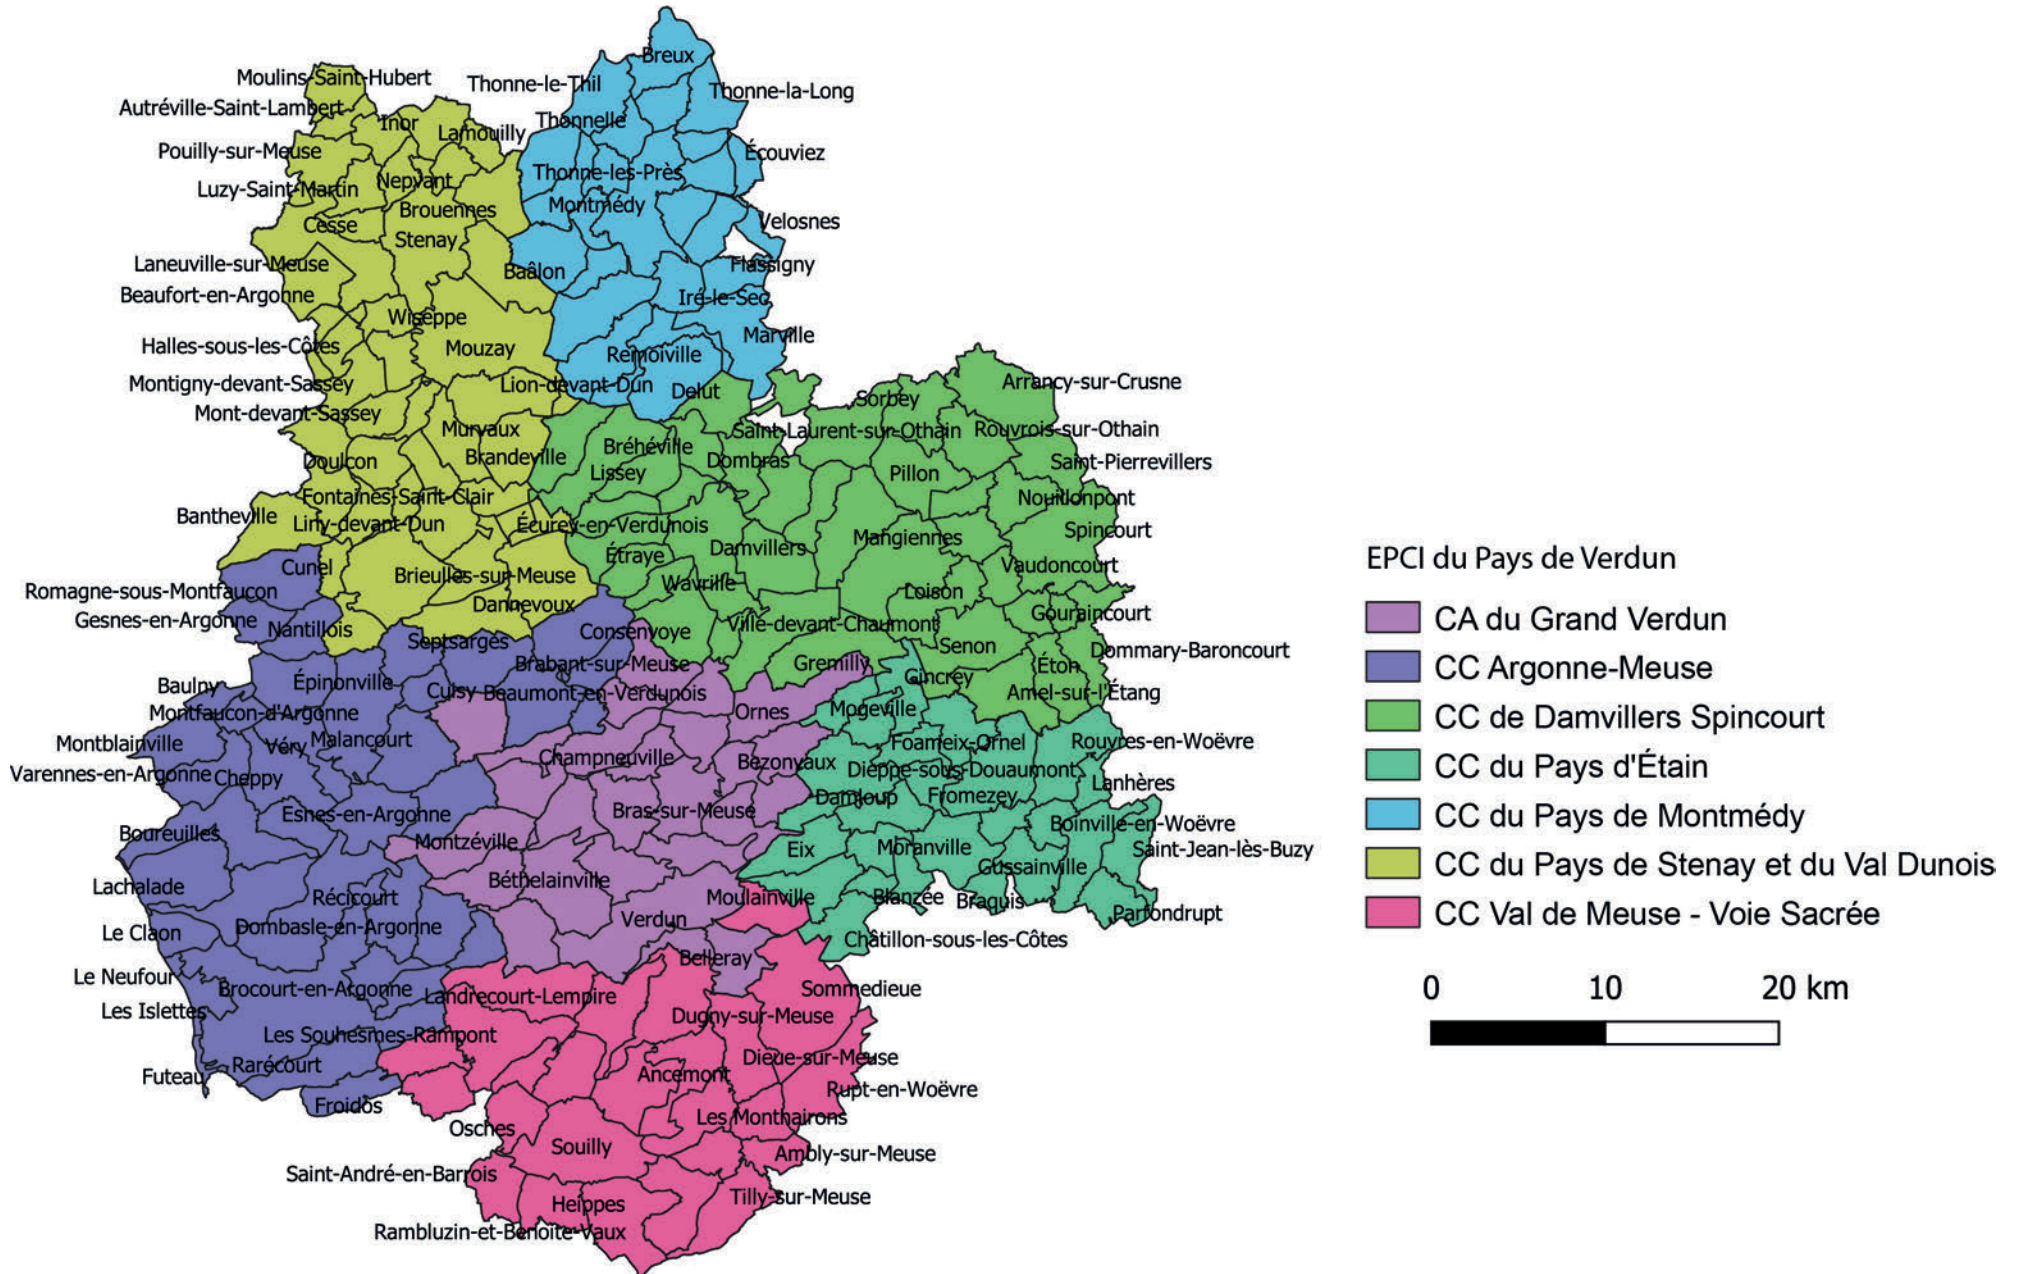 Breux
Moulins-Saint-Hubert
Thonne-le-Thil
Thonne-la-Long
Autréville-Saint-Lambert
Inor
Thonnelle
Lamouilly
Pouilly-sur-Meuse
Écouviez
Thonne-les-Près
Nepvant
Luzy-Saint-Martin
Montmédy
Brouennes
Velosnes
Cesse
Stenay
Laneuville-sur-Meuse
Flassigny
Baâlon
Beaufort-en-Argonne
Iré-le-Sec
Wiseppe
Marville
Halles-sous-les-Côtes
Mouzay
Remoiville
Montigny-devant-Sassey
Lion-devant-Dun
Delut
Arrancy-sur-Crusne
Sorbey
Mont-devant-Sassey
Murvaux
Saint-Laurent-sur-Othain
Rouvrois-sur-Othain
Bréhéville
Brandeville
Doulcon
Dombras
Saint-Pierrevillers
Lissey
Pillon
Fontaines-Saint-Clair
Nouillonpont
Bantheville
Liny-devant-Dun
Écurey-en-Verdunois
Spincourt
Mangiennes
Damvillers
Étraye
Cunel
Vaudoncourt
Brieulles-sur-Meuse
Wavrille
Romagne-sous-Montfaucon
Loison
Dannevoux
Gouraincourt
Gesnes-en-Argonne
Ville-devant-Chaumont
Nantillois
Consenvoye
Septsarges
Senon
Dommary-Baroncourt
Brabant-sur-Meuse
Gremilly
Éton
Gincrey
Épinonville
Baulny
Cuisy
Beaumont-en-Verdunois
Amel-sur-l'Étang
Montfaucon-d'Argonne
Ornes
Mogeville
Montblainville
Véry
Malancourt
Foameix-Ornel
Rouvres-en-Woëvre
Champneuville
Bezonvaux
Dieppe-sous-Douaumont
Varennes-en-Argonne
Cheppy
Lanhères
Damloup
Fromezey
Esnes-en-Argonne
Bras-sur-Meuse
Boureuilles
Boinville-en-Woëvre
Montzéville
Eix
Moranville
Saint-Jean-lès-Buzy
Gussainville
Lachalade
Béthelainville
Récicourt
Moulainville
Blanzée
Braquis
Parfondrupt
Verdun
Le Claon
Dombasle-en-Argonne
Châtillon-sous-les-Côtes
Belleray
Le Neufour
Brocourt-en-Argonne
Landrecourt-Lempire
Sommedieue
Les Islettes
Dugny-sur-Meuse
Les Souhesmes-Rampont
Dieue-sur-Meuse
Rarécourt
Futeau
Ancemont
Rupt-en-Woëvre
Froidos
Les Monthairons
Osches
Souilly
Ambly-sur-Meuse
Saint-André-en-Barrois
Tilly-sur-Meuse
Heippes
Rambluzin-et-Benoite-Vaux
EPCI du Pays de Verdun
CA du Grand Verdun
CC Argonne-Meuse
CC de Damvillers Spincourt
CC du Pays d'Étain
CC du Pays de Montmédy
CC du Pays de Stenay et du Val Dunois
CC Val de Meuse - Voie Sacrée
0 10 20 km